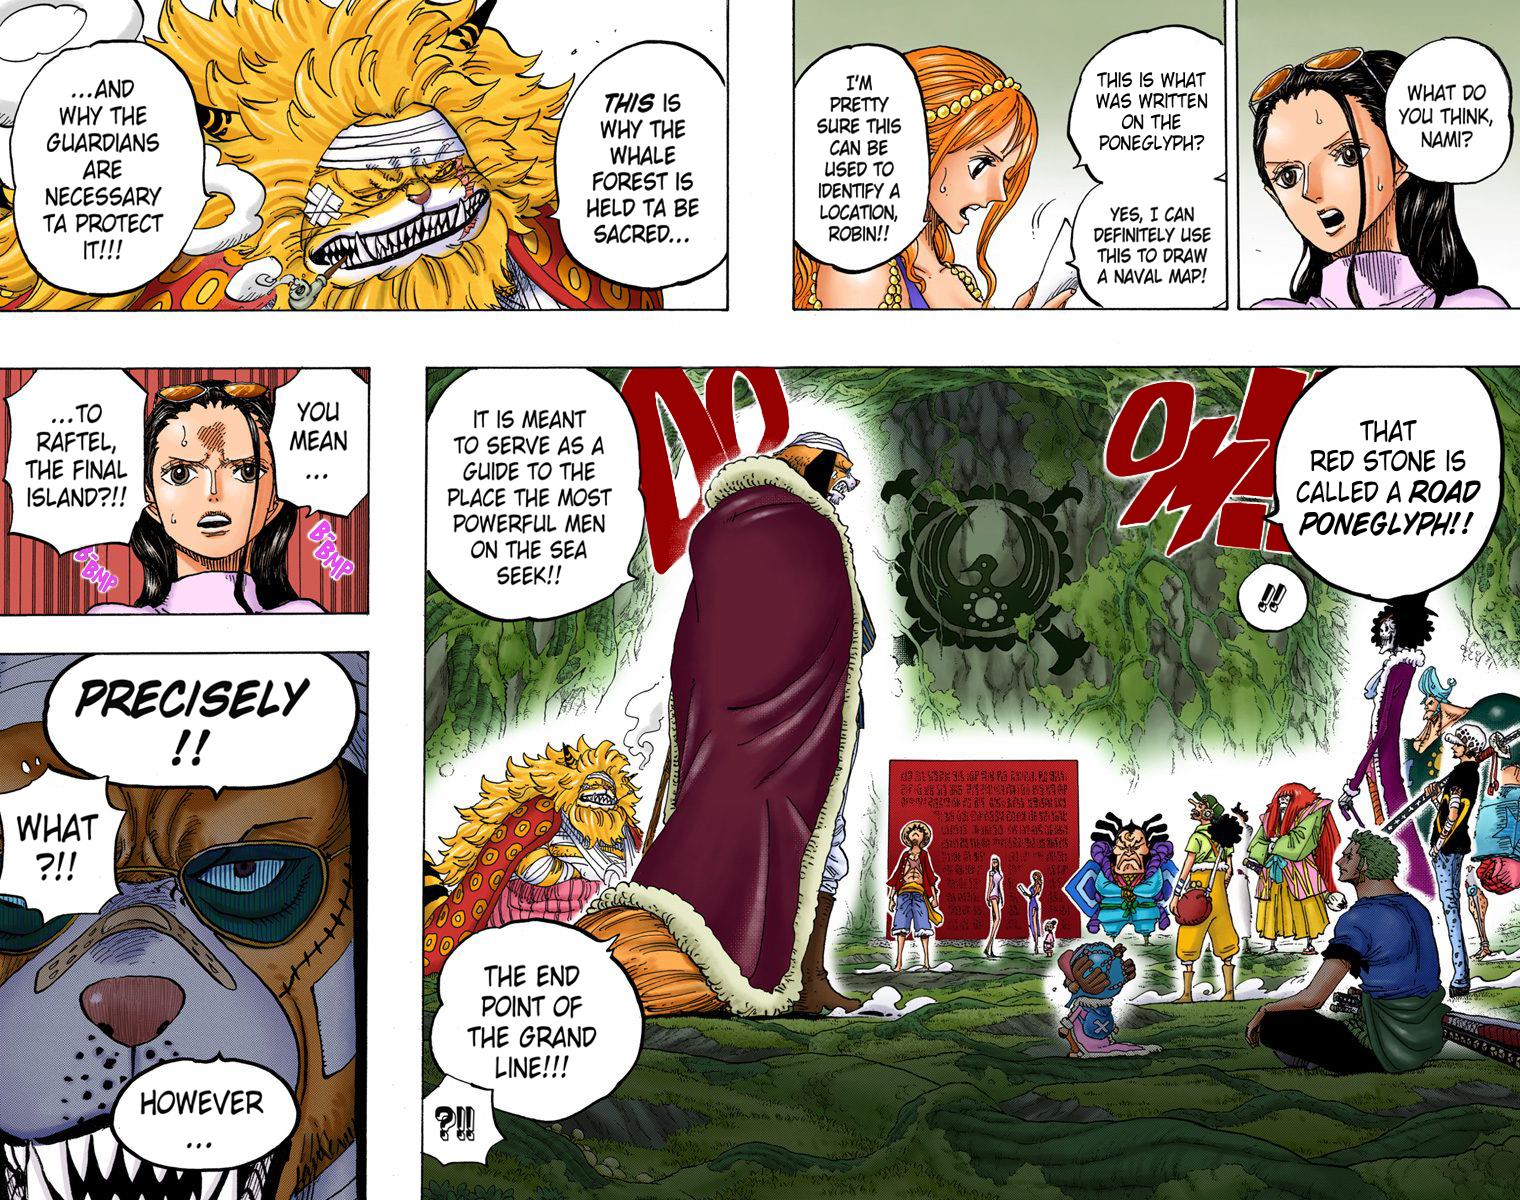 WHAT DO
YOU THINK,
NAMI?
THIS IS WHAT
WAS WRITTEN
ON THE
PONEGLYPH?
YES, I CAN
DEFINITELY USE
THIS TO DRAW
A NAVAL MAP!
I'M
PRETTY
SURE THIS
CAN BE
USED TO
IDENTIFY A
LOCATION,
ROBIN!!
THIS IS
WHY THE
WHALE
FOREST IS
HELD TA BE
SACRED...
...AND
WHY THE
GUARDIANS
ARE
NECESSARY
TA PROTECT
IT!!!
THAT
RED STONE IS
CALLED A ROAD
PONEGLYPH!!
!!
DOOM!!
IT IS MEANT
TO SERVE AS A
GUIDE TO THE
PLACE THE MOST
POWERFUL MEN
ON THE SEA
SEEK!!
THE END
POINT OF
THE GRAND
LINE!!!
?!!
YOU
MEAN
...
...TO
RAFTEL,
THE FINAL
ISLAND?!!
BI-BMP
BI-BMP
PRECISELY
!!
WHAT
?!!
HOWEVER
...